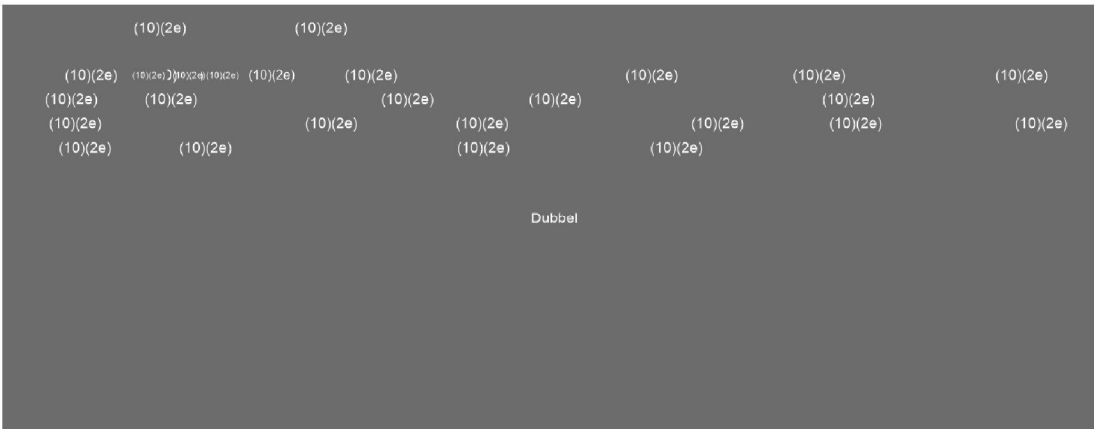 (10)(2e) (10)(2e)
(10)(2e) (10)(2e) (10)(2e) (10)(2e) (10)(2e) (10)(2e) (10)(2e) (10)(2e) (10)(2e)
(10)(2e) (10)(2e) (10)(2e) (10)(2e) (10)(2e)
(10)(2e) (10)(2e) (10)(2e) (10)(2e) (10)(2e) (10)(2e)
(10)(2e) (10)(2e) (10)(2e) (10)(2e)
Dubbel